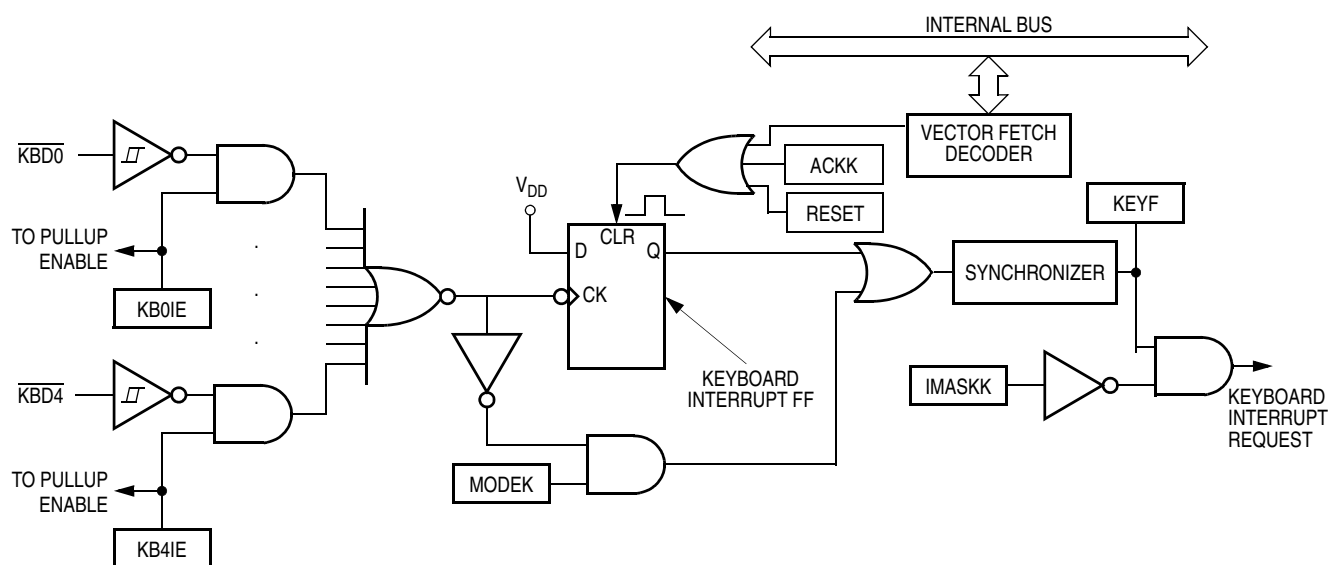 INTERNAL BUS
VECTOR FETCH
DECODER
KBD0
ACKK
VDD
RESET
KEYF
CLR
TO PULLUP
ENABLE
D
Q
SYNCHRONIZER
KB0IE
CK
KBD4
KEYBOARD
INTERRUPT FF
IMASKK
KEYBOARD
INTERRUPT
REQUEST
TO PULLUP
ENABLE
MODEK
KB4IE